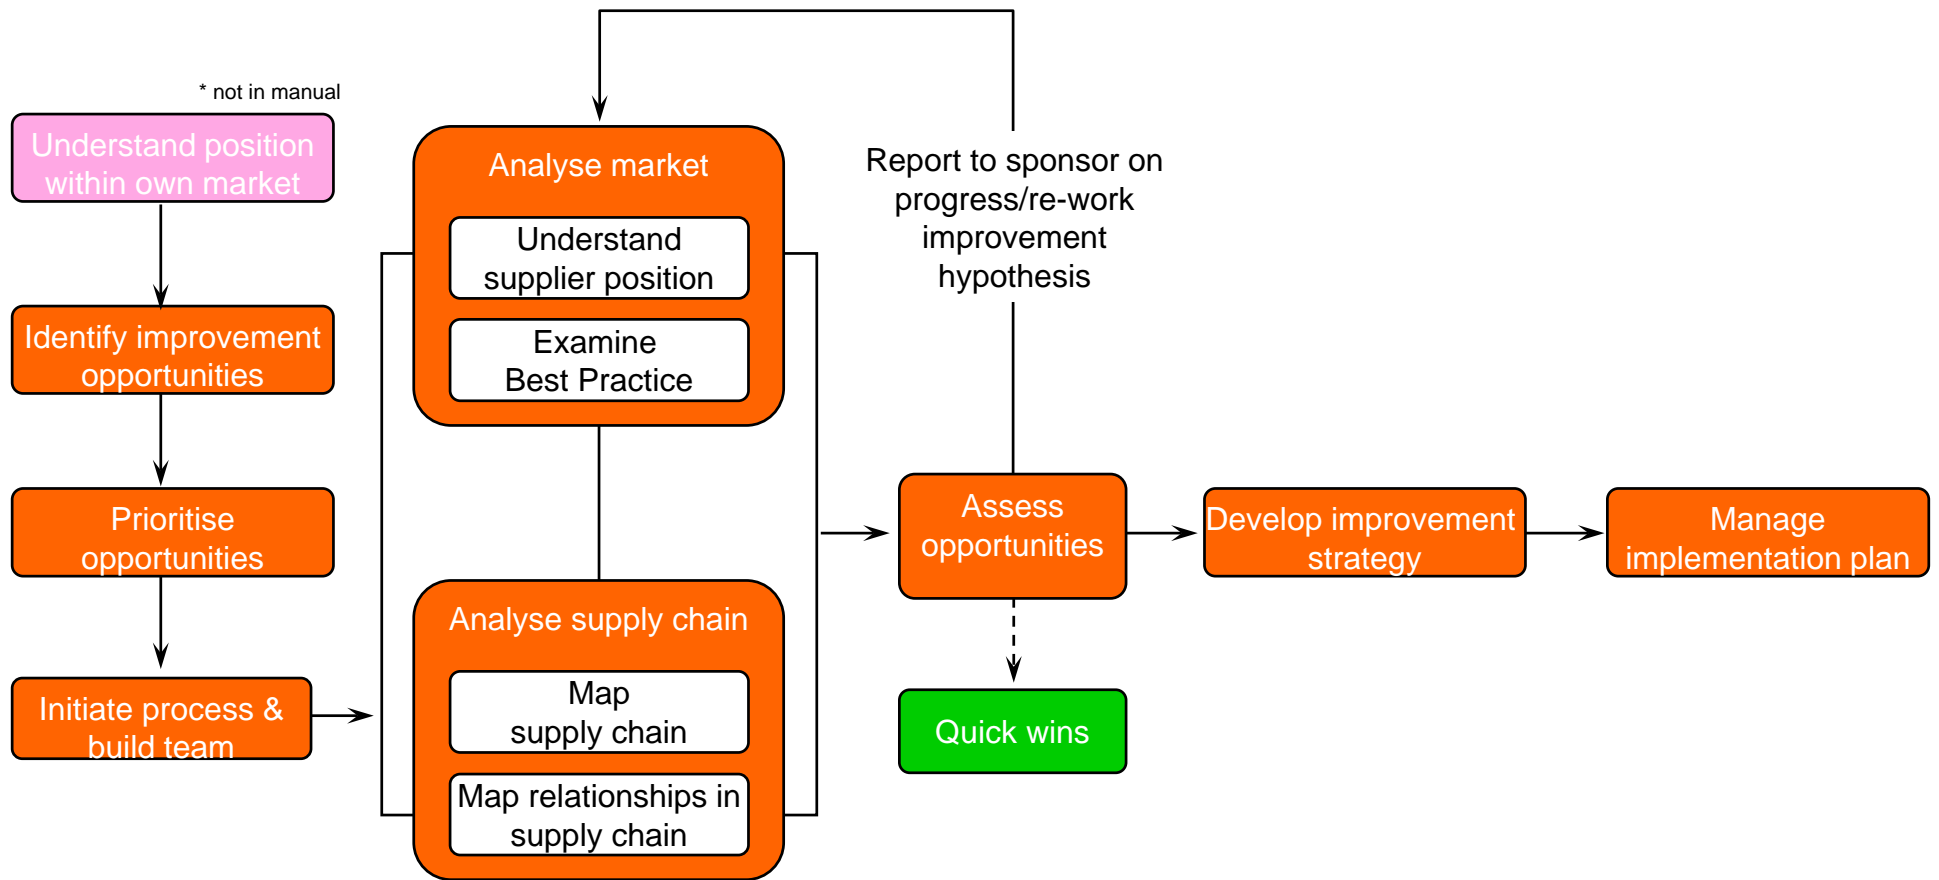 * not in manual
Understand position
within own market
Identify improvement
opportunities
Prioritise
opportunities
Initiate process &
build team
Analyse market
Understand
supplier position
Examine
Best Practice
Analyse supply chain
Map
supply chain
Map relationships in
supply chain
Report to sponsor on
progress/re-work
improvement
hypothesis
Assess
opportunities
Quick wins
Develop improvement
strategy
Manage
implementation plan